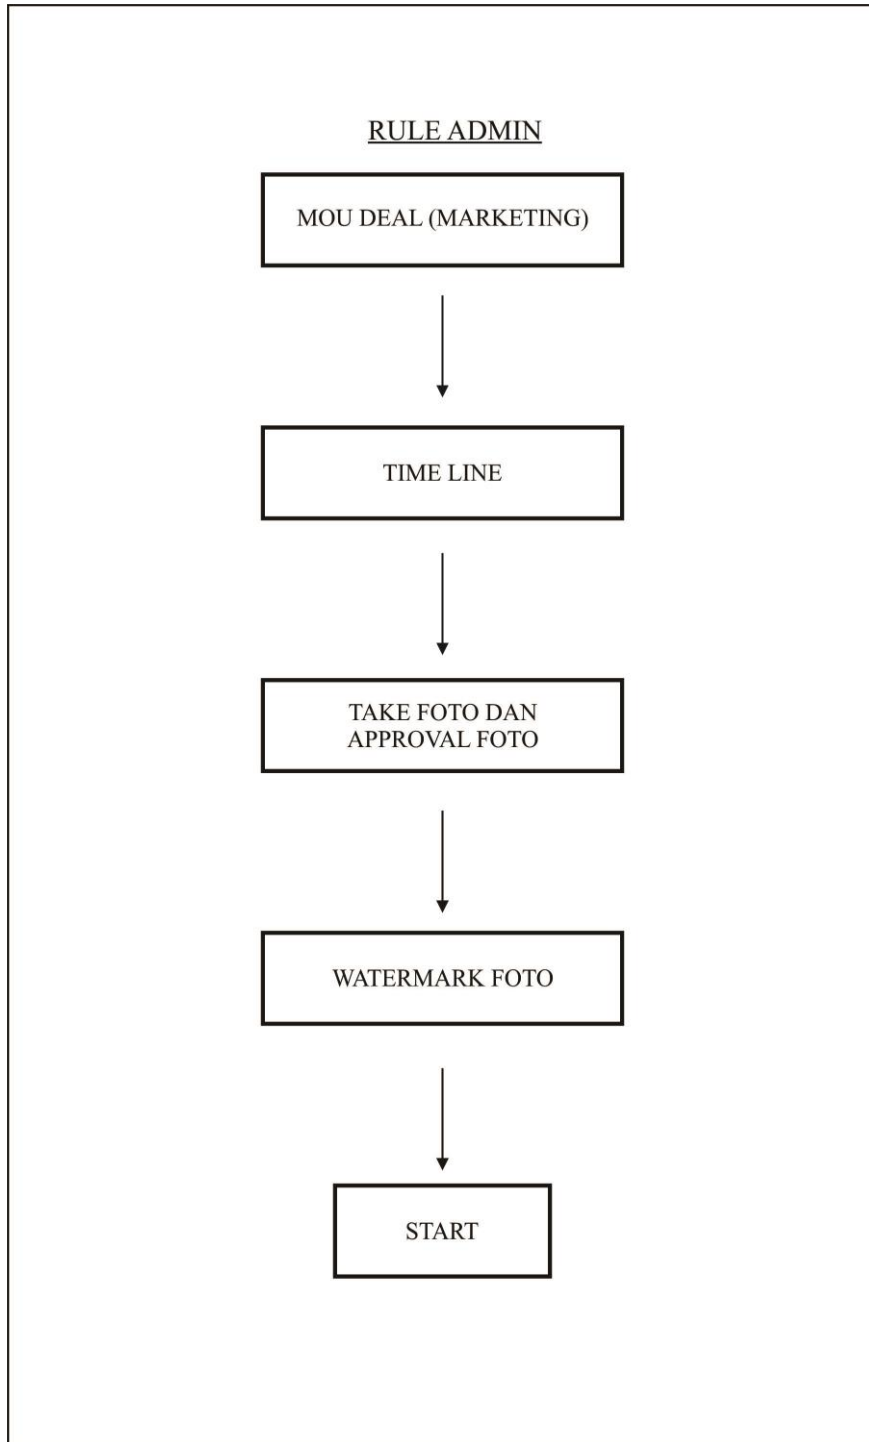 RULE ADMIN
MOU DEAL (MARKETING)
TIME LINE
TAKE FOTO DAN
APPROVAL FOTO
WATERMARK FOTO
START